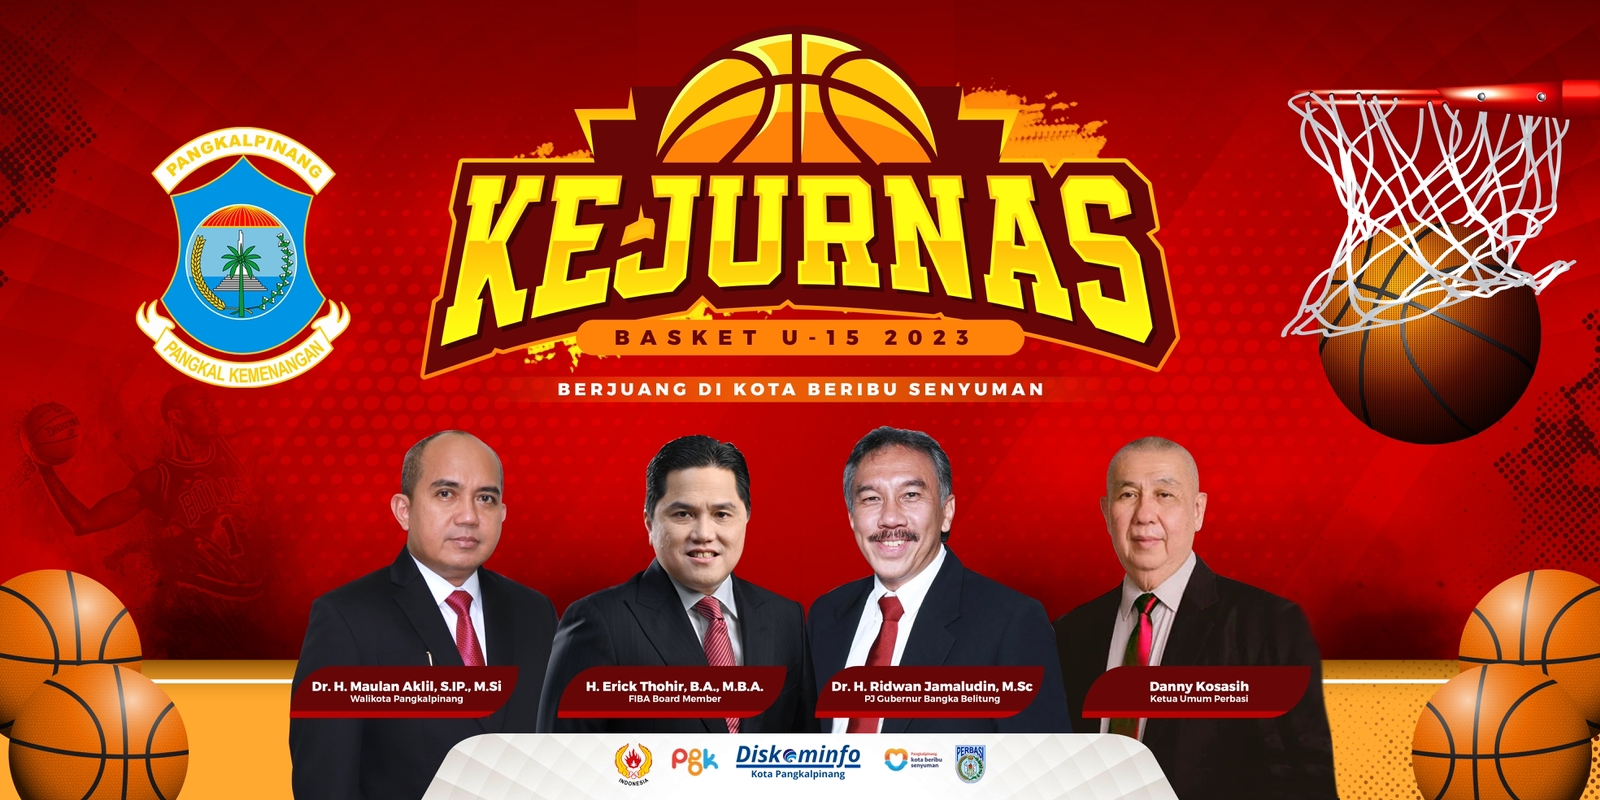 PANGKALPINANG
PANGKAL KEMENANGAN
KEJURNAS
BASKET U-15 2023
BERJUANG DI KOTA BERIBU SENYUMAN
Dr. H. Maulan Aklil, S.IP., M.Si
Walikota Pangkalpinang
H. Erick Thohir, B.A., M.B.A.
FIBA Board Member
Dr. H. Ridwan Jamaludin, M.Sc
PJ Gubernur Bangka Belitung
Danny Kosasih
Ketua Umum Perbasi
INDONESIA
pgk
Diskominfo
Kota Pangkalpinang
Pangkalpinang
kota beribu
senyuman
PERBASI